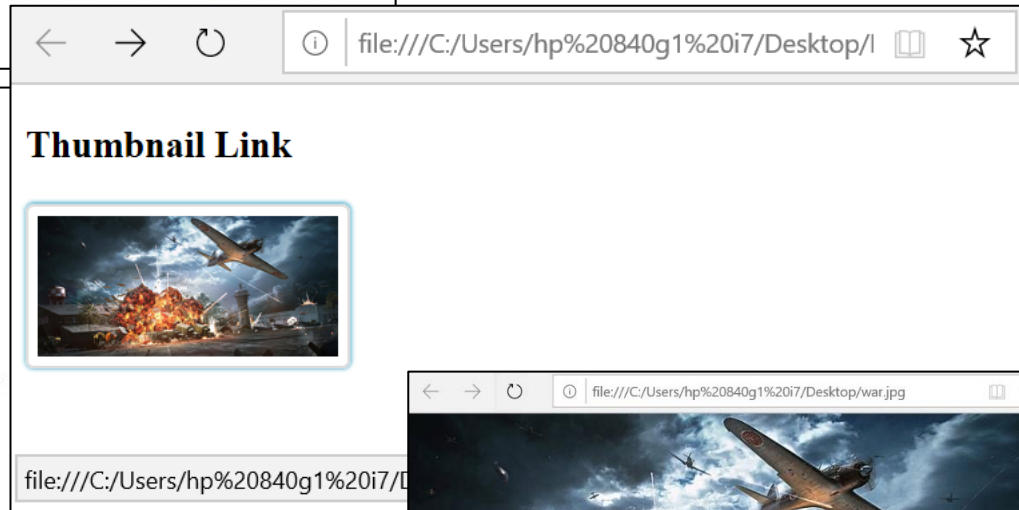 file:///C:/Users/hp%20840g1%20i7/Desktop/
Thumbnail Link
file:///C:/Users/hp%20840g1%20i7/
file:///C:/Users/hp%20840g1%20i7/Desktop/war.jpg